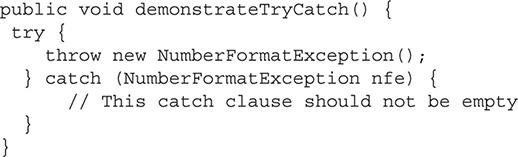 public void demonstrateTryCatch() {
 try {
    throw new NumberFormatException();
  } catch (NumberFormatException nfe) {
      // This catch clause should not be empty
  }
}